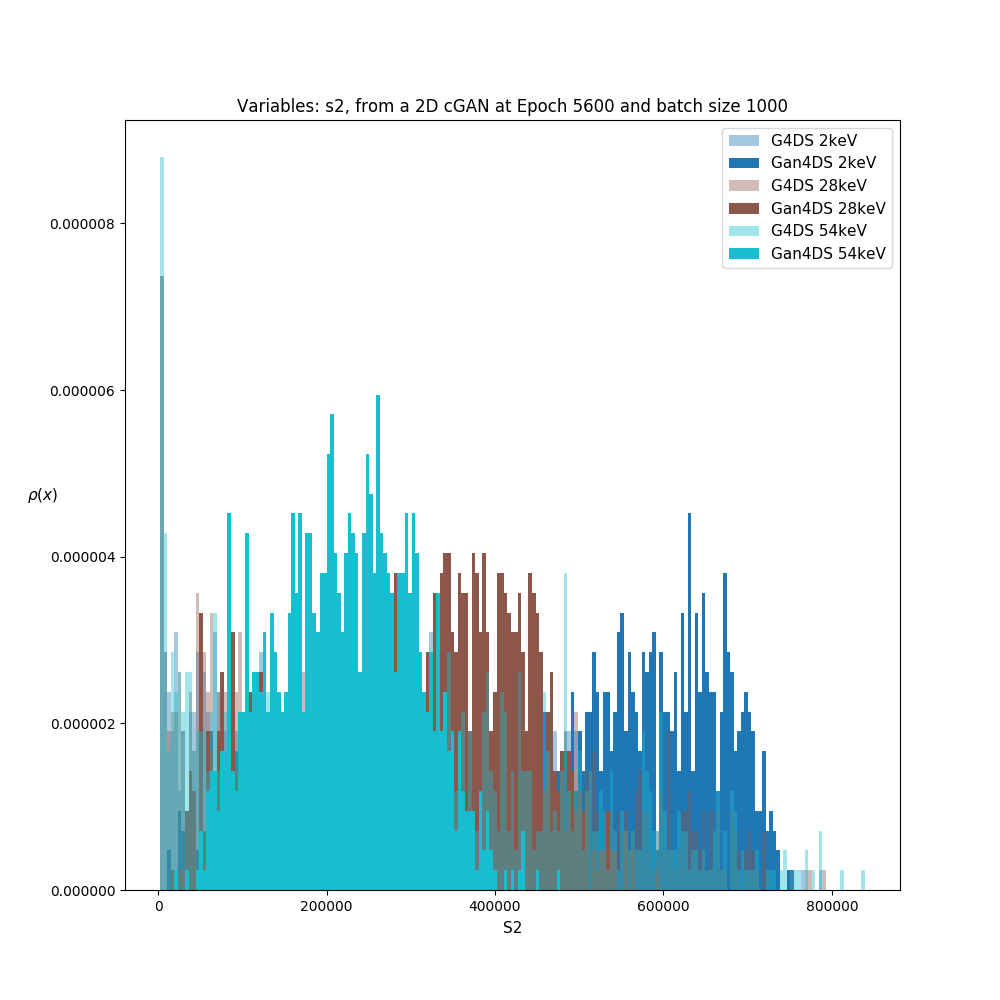 Variables: s2, from a 2D cGAN at Epoch 5600 and batch size 1000
G4DS 2keV
Gan4DS 2keV
G4DS 28keV
Gan4DS 28keV
G4DS 54keV
Gan4DS 54keV
0.000008
0.000006
ρ(x)
0.000004
0.000002
0.000000
0 200000 400000 600000 800000
S2